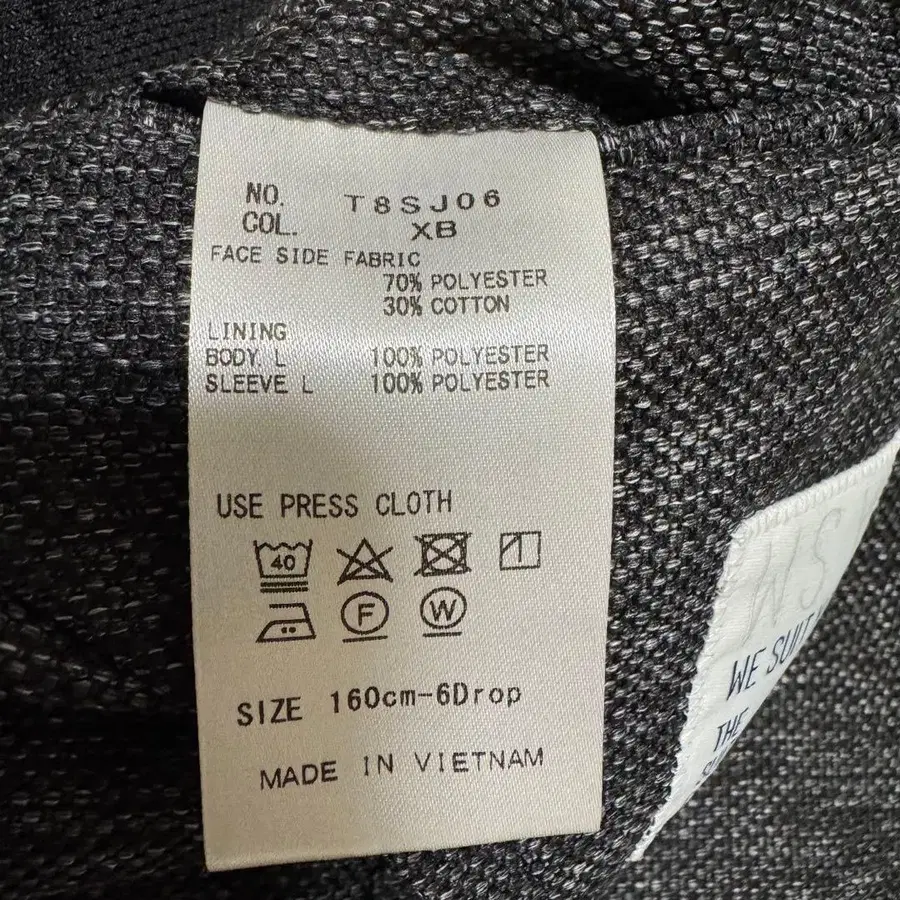 NO. T8SJ06
COL. XB
FACE SIDE FABRIC
70% POLYESTER
30% COTTON
LINING
BODY L 100% POLYESTER
SLEEVE L 100% POLYESTER
USE PRESS CLOTH
40
F W
SIZE 160cm-6Drop
MADE IN VIETNAM
WE SUIT
THE